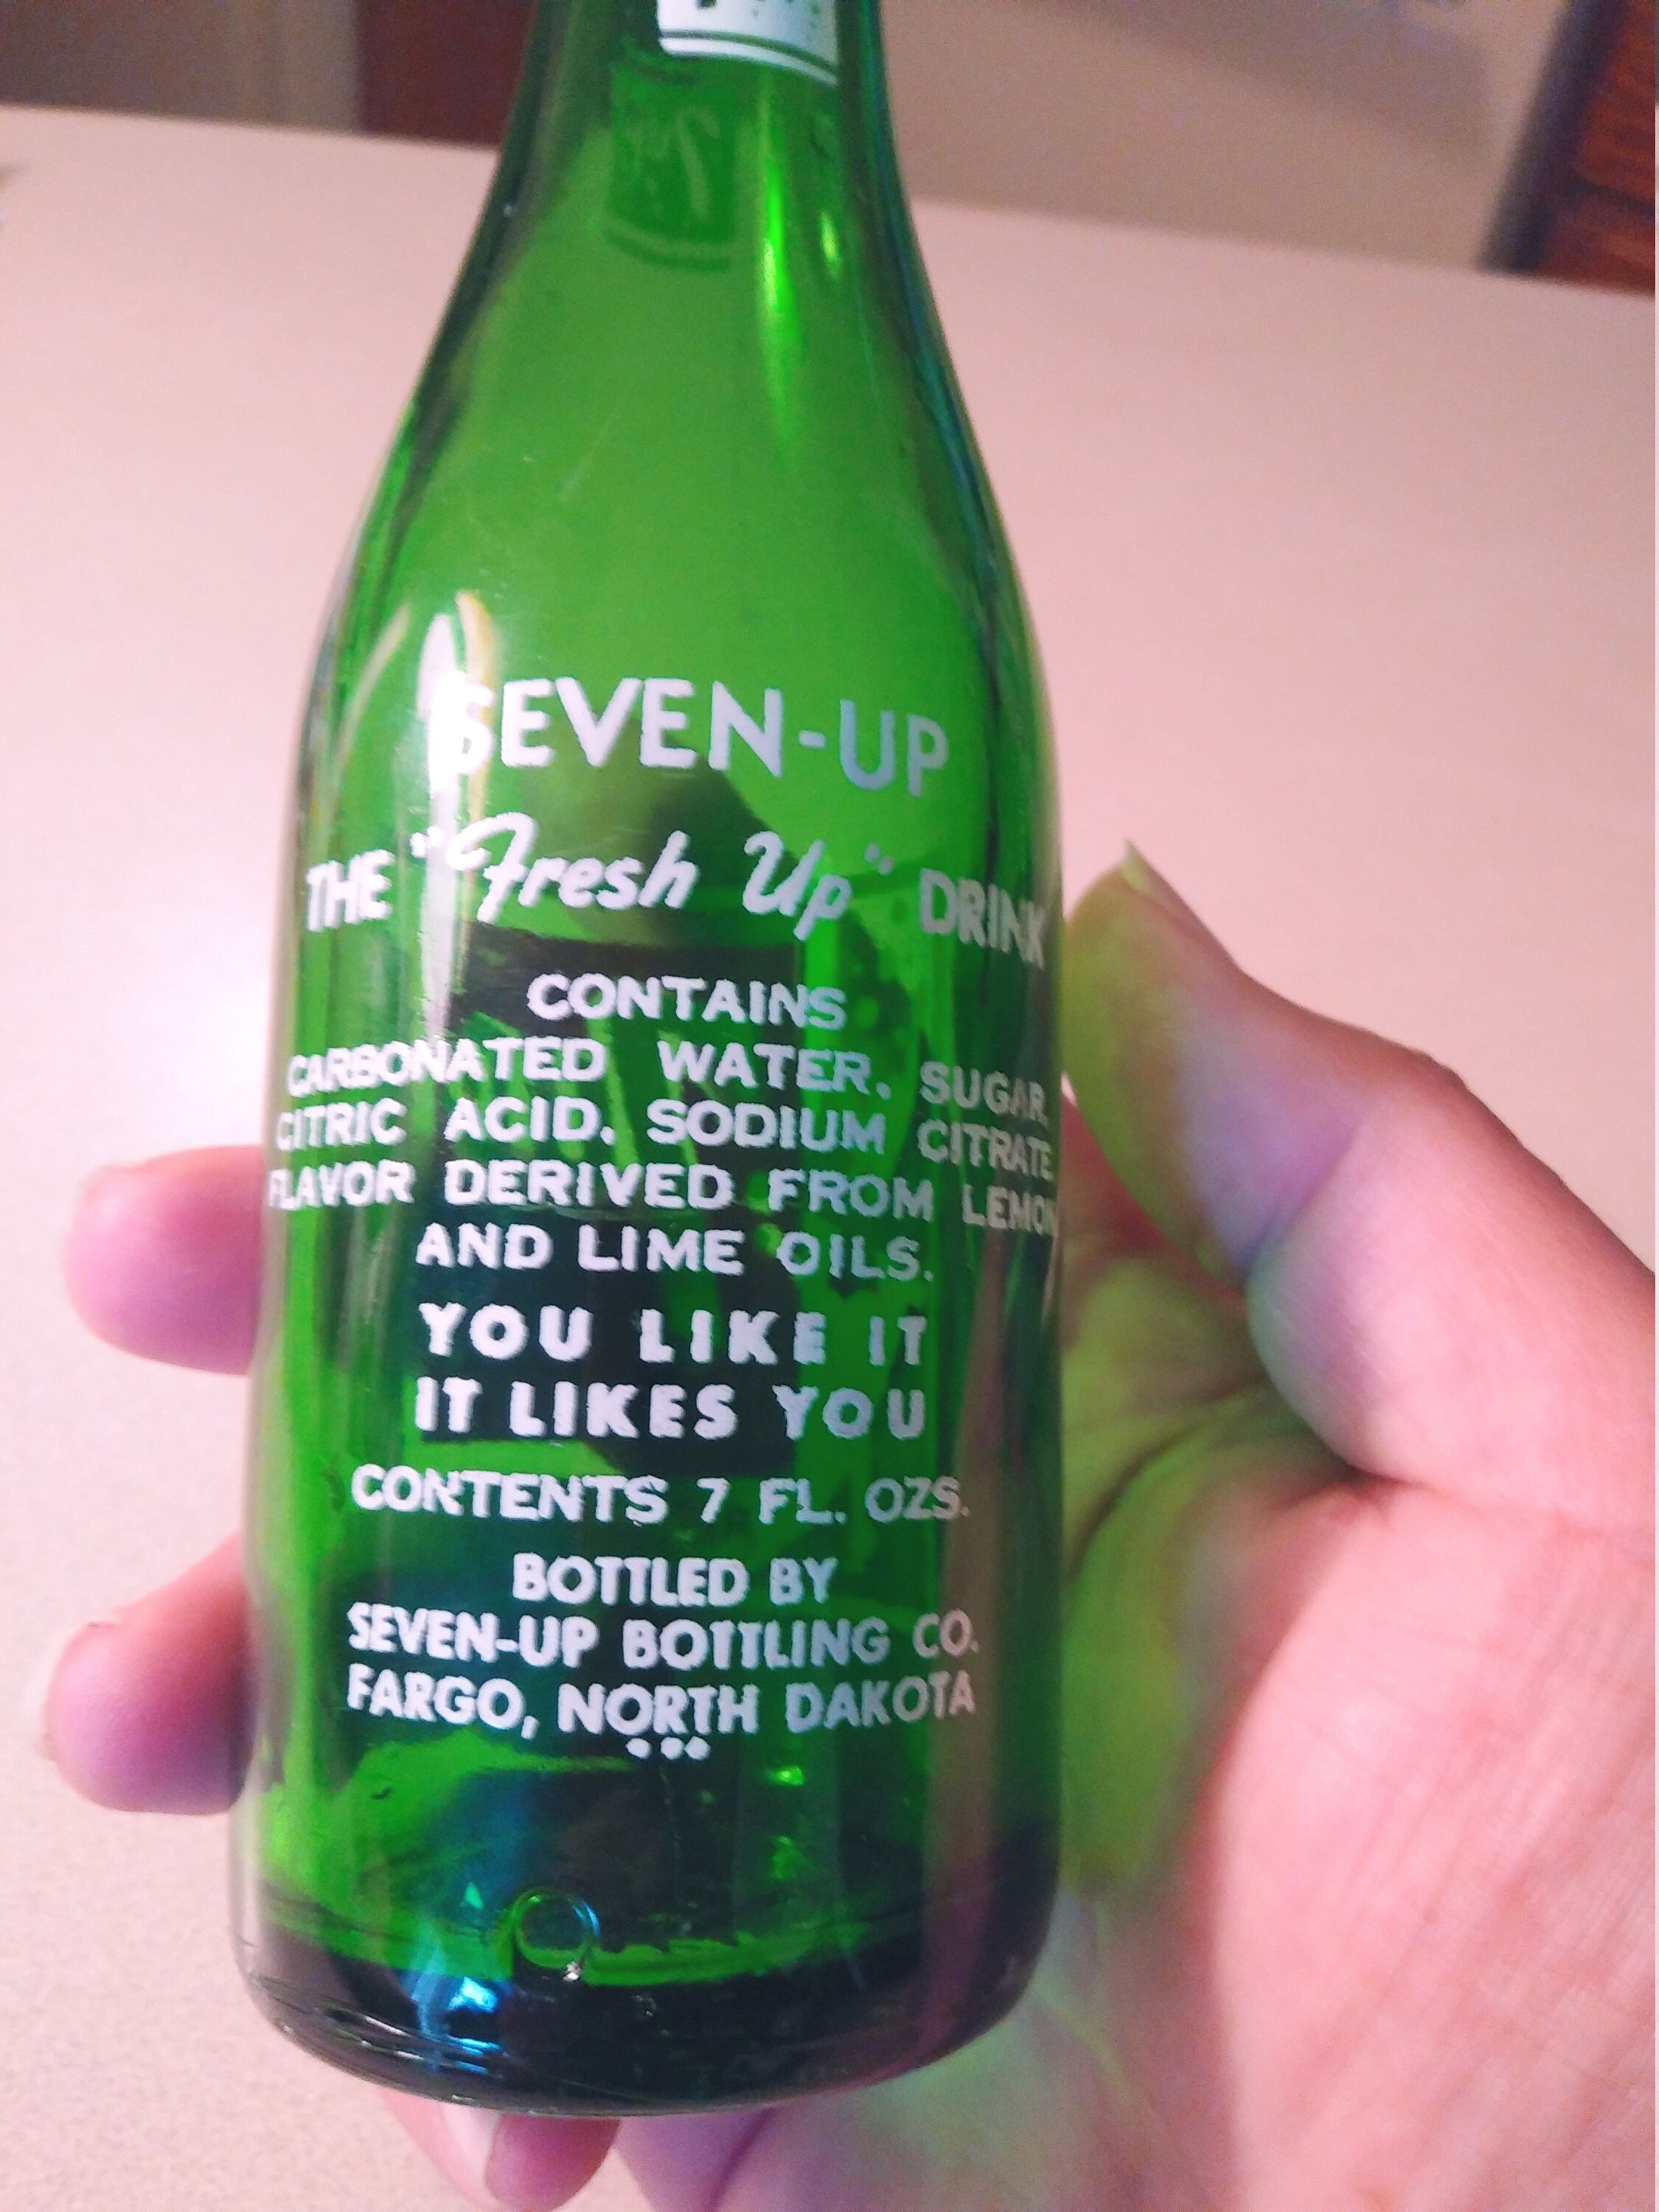 SEVEN-UP
THE "Fresh Up" DRINK
CONTAINS
CARBONATED WATER, SUGAR,
CITRIC ACID, SODIUM CITRATE
FLAVOR DERIVED FROM LEMON
AND LIME OILS.
YOU LIKE IT
IT LIKES YOU
CONTENTS 7 FL. OZS.
BOTTLED BY
SEVEN-UP BOTTLING CO.
FARGO, NORTH DAKOTA